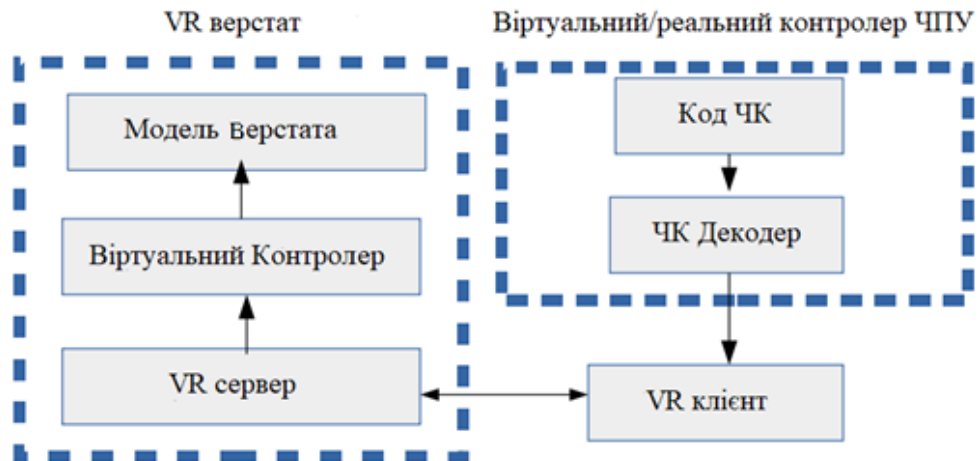 VR верстат
Модель верстата
Віртуальний Контролер
VR сервер
Віртуальний/реальний контролер ЧПУ
Код ЧК
ЧК Декодер
VR клієнт